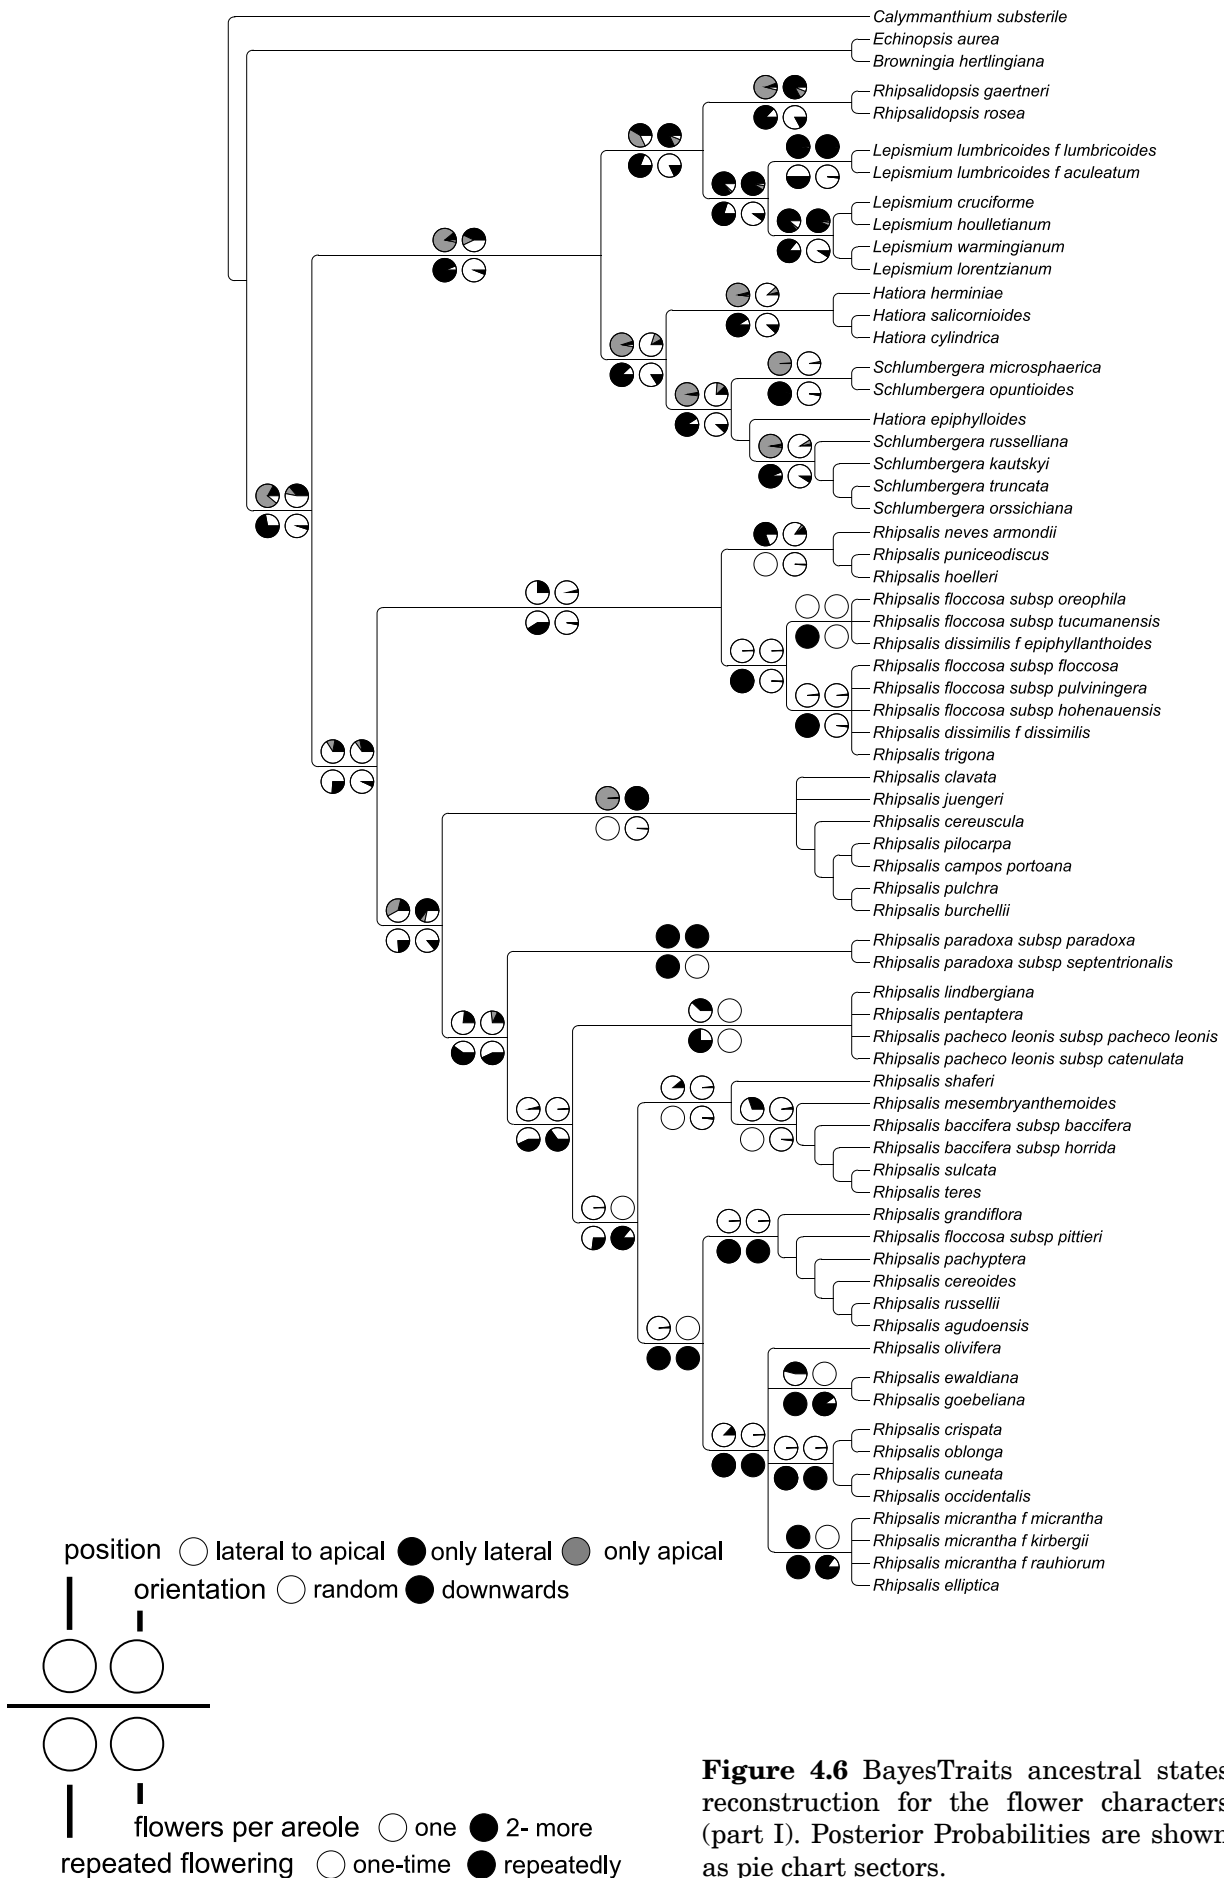 Calymmanthium substerile
Echinopsis aurea
Browningia hertlingiana
Rhipsalidopsis gaertneri
Rhipsalidopsis rosea
Lepismium lumbricoides f lumbricoides
Lepismium lumbricoides f aculeatum
Lepismium cruciforme
Lepismium houlletianum
Lepismium warmingianum
Lepismium lorentzianum
Hatiora herminiae
Hatiora salicornioides
Hatiora cylindrica
Schlumbergera microsphaerica
Schlumbergera opuntioides
Hatiora epiphylloides
Schlumbergera russelliana
Schlumbergera kautskyi
Schlumbergera truncata
Schlumbergera orssichiana
Rhipsalis neves armondii
Rhipsalis puniceodiscus
Rhipsalis hoelleri
Rhipsalis floccosa subsp oreophila
Rhipsalis floccosa subsp tucumanensis
Rhipsalis dissimilis f epiphyllanthoides
Rhipsalis floccosa subsp floccosa
Rhipsalis floccosa subsp pulviningera
Rhipsalis floccosa subsp hohenauensis
Rhipsalis dissimilis f dissimilis
Rhipsalis trigona
Rhipsalis clavata
Rhipsalis juengeri
Rhipsalis cereuscula
Rhipsalis pilocarpa
Rhipsalis campos portoana
Rhipsalis pulchra
Rhipsalis burchellii
Rhipsalis paradoxa subsp paradoxa
Rhipsalis paradoxa subsp septentrionalis
Rhipsalis lindbergiana
Rhipsalis pentaptera
Rhipsalis pacheco leonis subsp pacheco leonis
Rhipsalis pacheco leonis subsp catenulata
Rhipsalis shaferi
Rhipsalis mesembryanthemoides
Rhipsalis baccifera subsp baccifera
Rhipsalis baccifera subsp horrida
Rhipsalis sulcata
Rhipsalis teres
Rhipsalis grandiflora
Rhipsalis floccosa subsp pittieri
Rhipsalis pachyptera
Rhipsalis cereoides
Rhipsalis russellii
Rhipsalis agudoensis
Rhipsalis olivifera
Rhipsalis ewaldiana
Rhipsalis goebeliana
Rhipsalis crispata
Rhipsalis oblonga
Rhipsalis cuneata
Rhipsalis occidentalis
Rhipsalis micrantha f micrantha
Rhipsalis micrantha f kirbergii
Rhipsalis micrantha f rauhiorum
Rhipsalis elliptica
position lateral to apical only lateral only apical
orientation random downwards
flowers per areole one 2- more
repeated flowering one-time repeatedly
Figure 4.6 BayesTraits ancestral states
reconstruction for the flower characters
(part I). Posterior Probabilities are shown
as pie chart sectors.